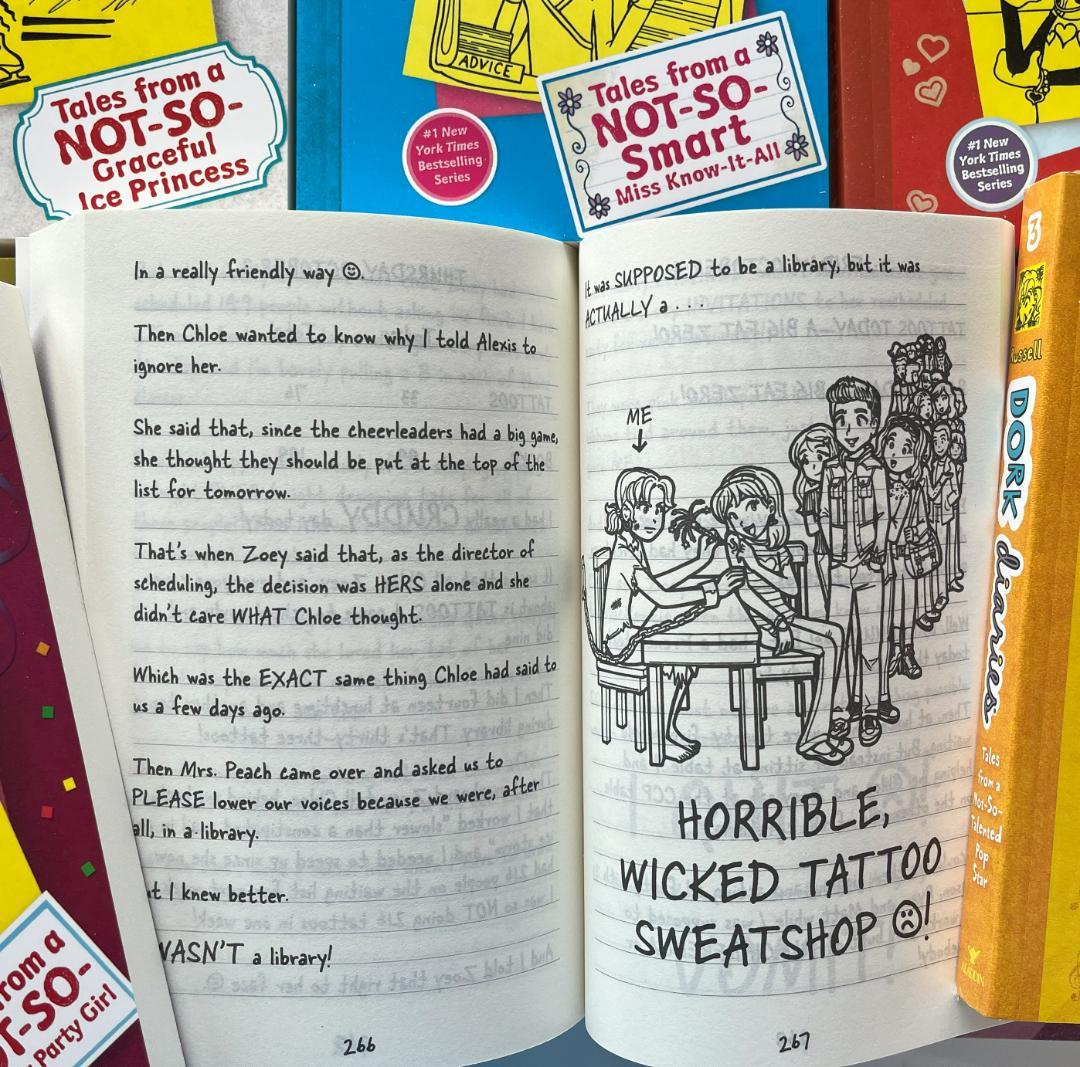 Tales from a
NOT-SO-
Graceful
Ice Princess
ADVICE
#1 New
York Times
Bestselling
Series
Tales from a
NOT-SO-
Smart
Miss Know-It-All
#1 New
York Times
Bestselling
Series
In a really friendly way ☺.
Then Chloe wanted to know why I told Alexis to
ignore her.
She said that, since the cheerleaders had a big game,
she thought they should be put at the top of the
list for tomorrow.
That's when Zoey said that, as the director of
scheduling, the decision was HERS alone and she
didn't care WHAT Chloe thought.
Which was the EXACT same thing Chloe had said to
us a few days ago.
Then Mrs. Peach came over and asked us to
PLEASE lower our voices because we were, after
all, in a library.
t I knew better.
WASN'T a library!
266
It was SUPPOSED to be a library, but it was
ACTUALLY a . . .
ME
HORRIBLE,
WICKED TATTOO
SWEATSHOP ☹!
267
3
Russell
DORK diaries
Tales
from a
Not-So-
Talented
Pop
Star
ALADDIN
from a
OT-SO-
Party Girl